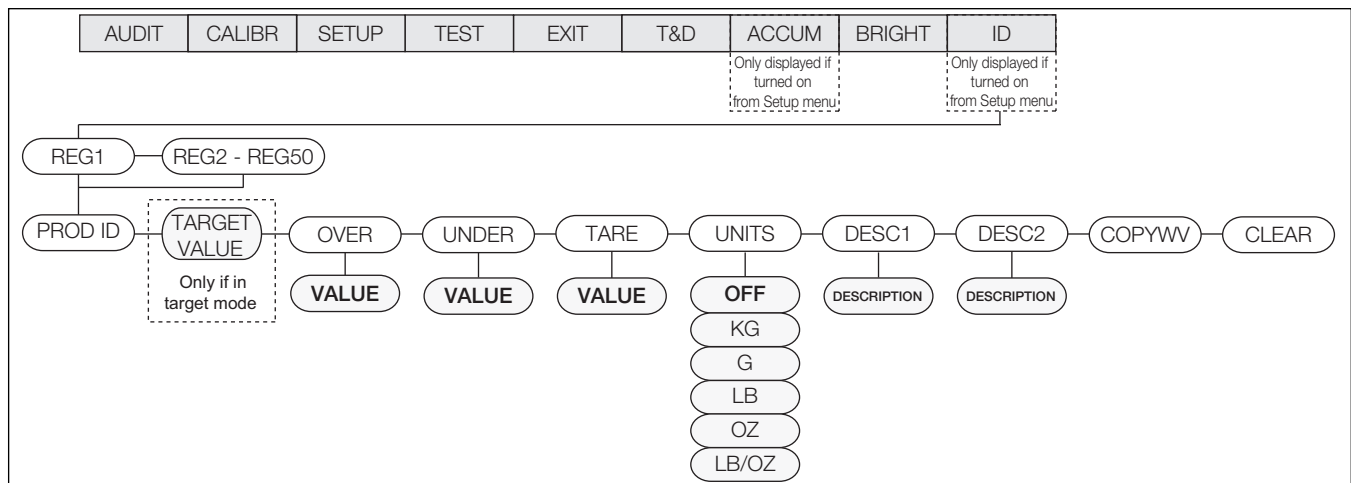 AUDIT CALIBR SETUP TEST EXIT T&D ACCUM BRIGHT ID
Only displayed if
turned on
from Setup menu
Only displayed if
turned on
from Setup menu
REG1 REG2 - REG50
PROD ID TARGET
VALUE OVER UNDER TARE UNITS DESC1 DESC2 COPYWV CLEAR
Only if in
target mode
VALUE VALUE VALUE OFF DESCRIPTION DESCRIPTION
KG
G
LB
OZ
LB/OZ